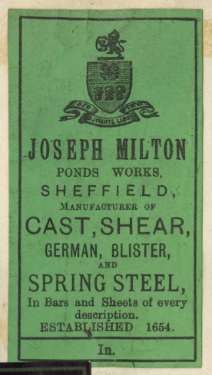 JOSEPH MILTON
PONDS WORKS,
SHEFFIELD,
MANUFACTURER OF
CAST, SHEAR,
GERMAN, BLISTER,
AND
SPRING STEEL,
In Bars and Sheets of every
description.
ESTABLISHED 1654.
In.